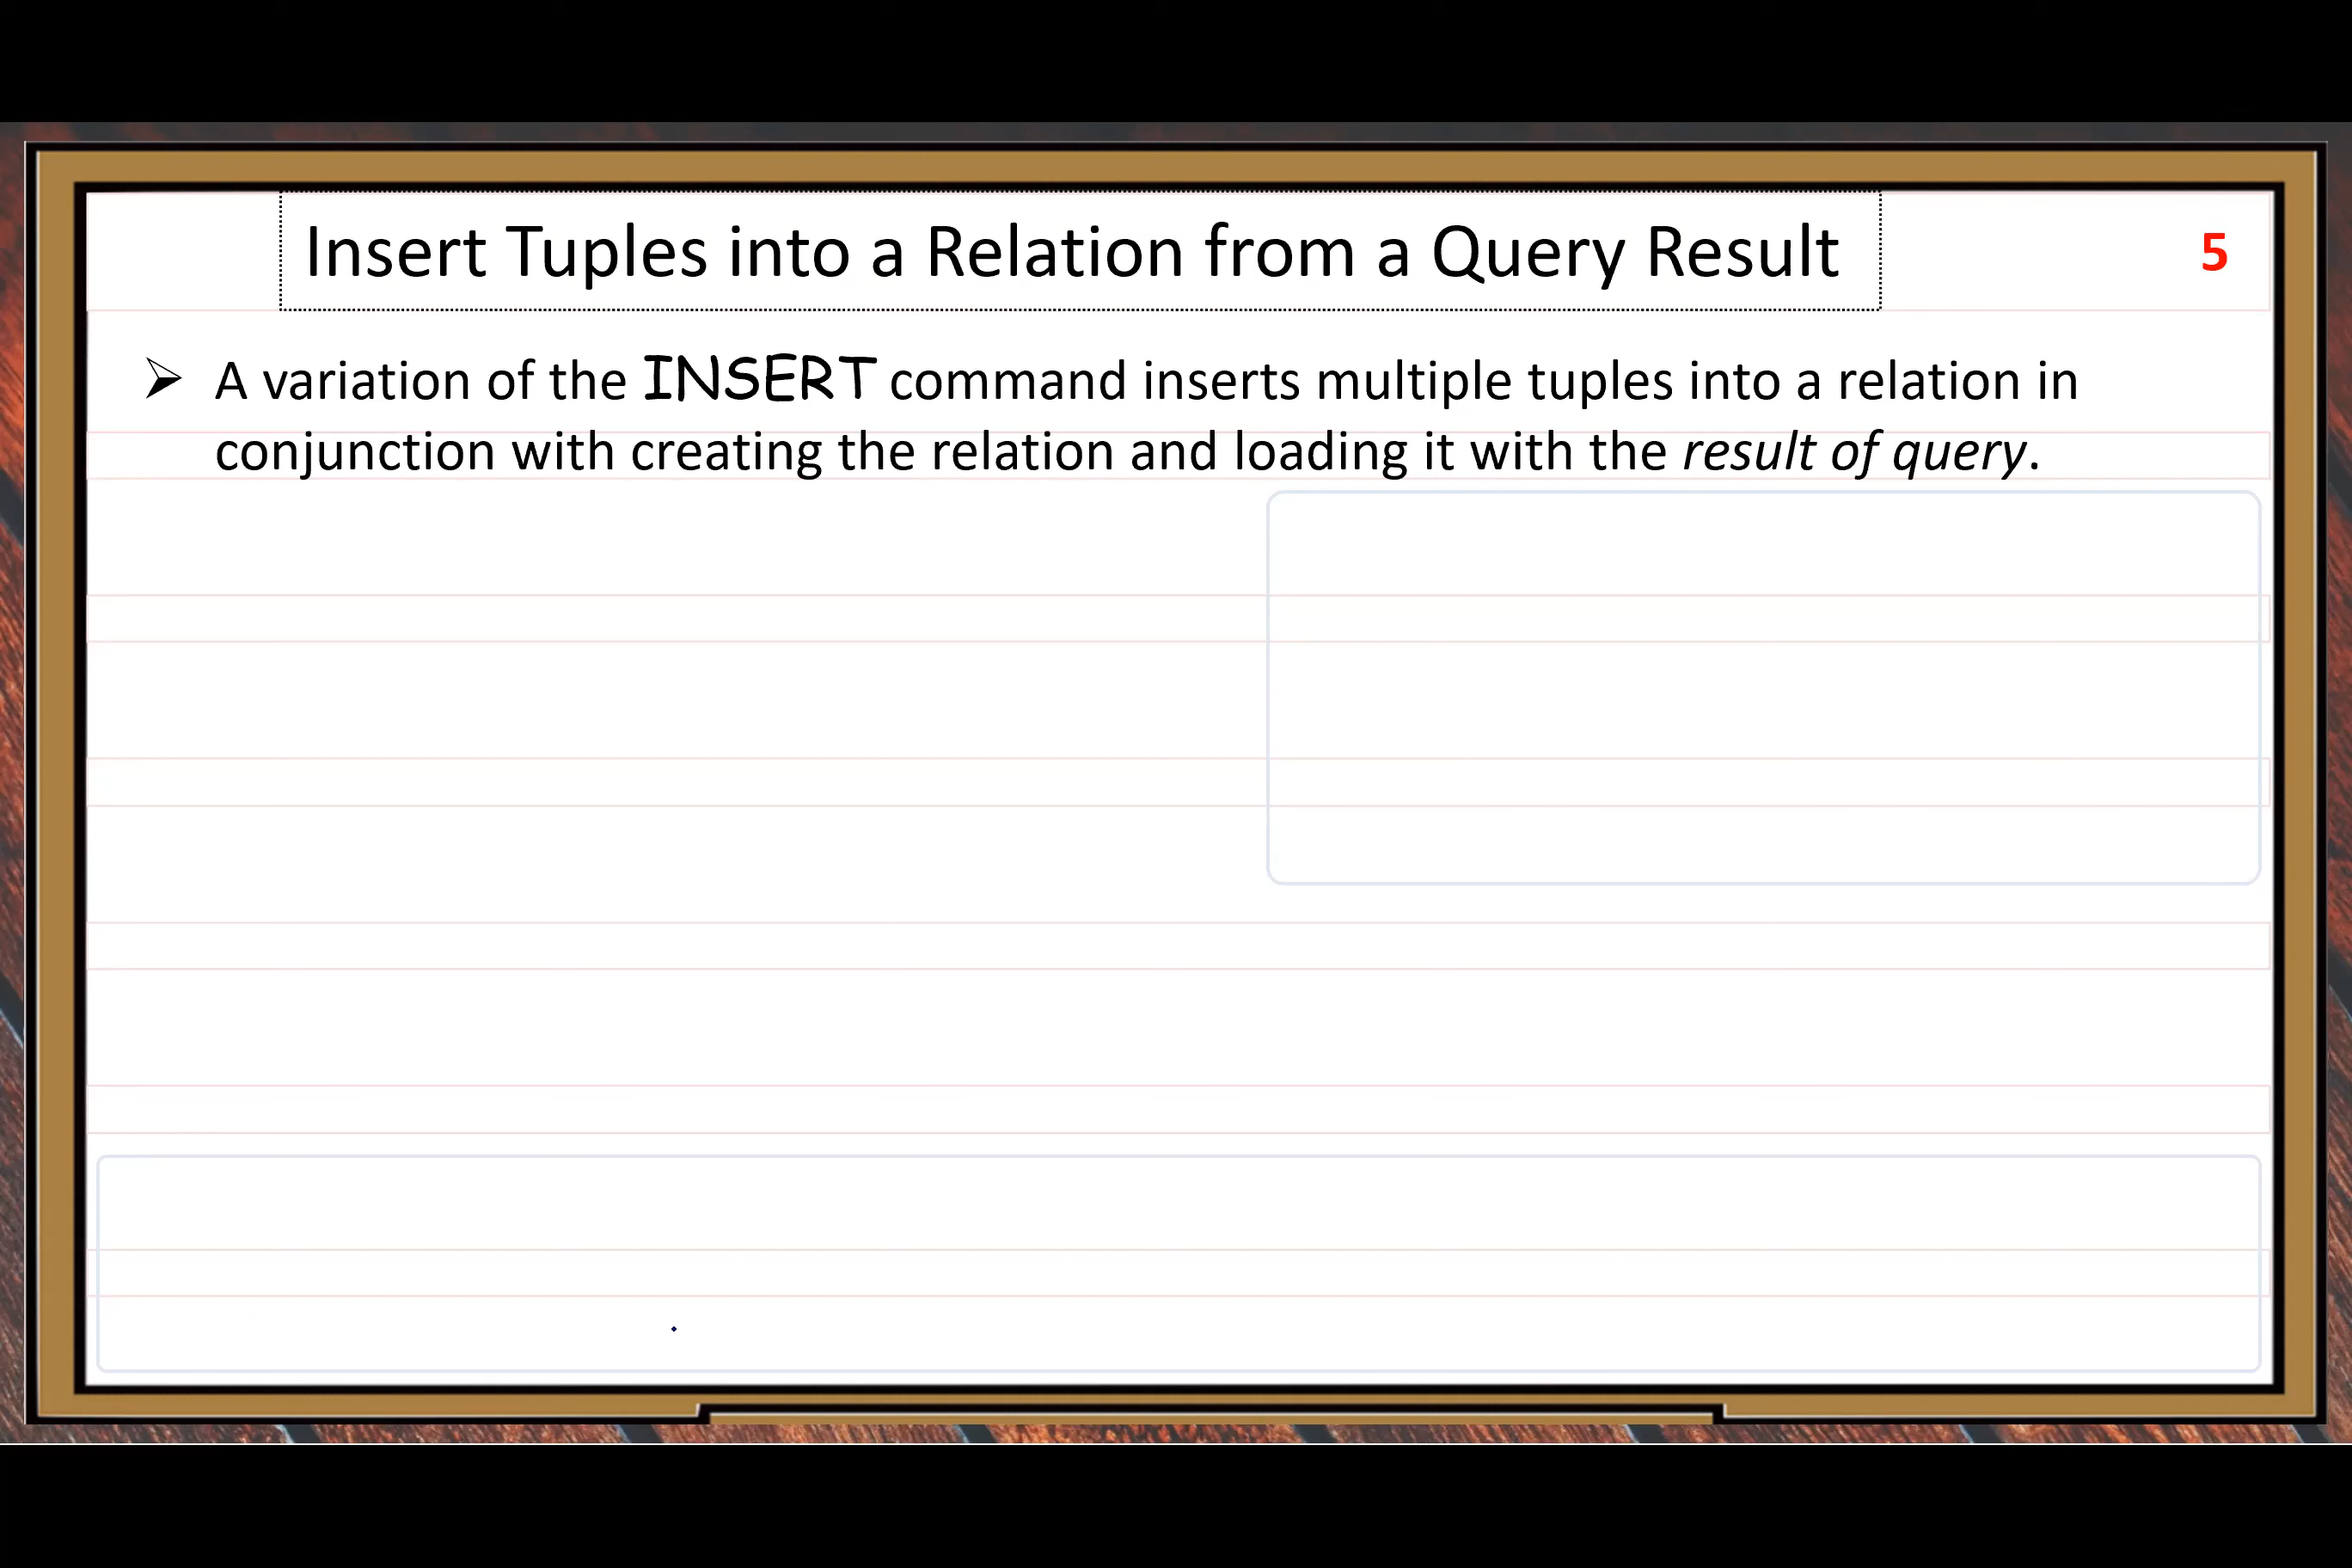 Insert Tuples into a Relation from a Query Result
5
➢ A variation of the INSERT command inserts multiple tuples into a relation in
conjunction with creating the relation and loading it with the result of query.